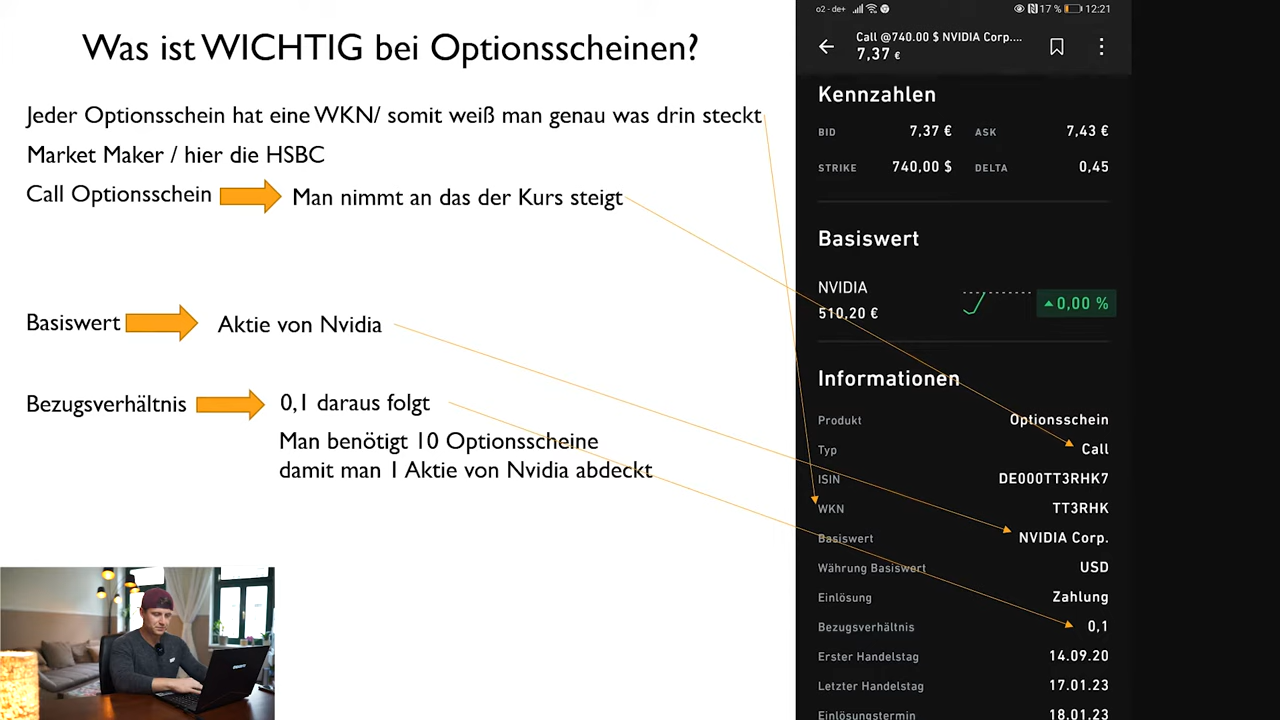 Was ist WICHTIG bei Optionsscheinen?
Jeder Optionsschein hat eine WKN/ somit weiß man genau was drin steckt
Market Maker / hier die HSBC
Call Optionsschein
Man nimmt an das der Kurs steigt
Basiswert
Aktie von Nvidia
Bezugsverhältnis
0,1 daraus folgt
Man benötigt 10 Optionsscheine
damit man 1 Aktie von Nvidia abdeckt
o2 - de+
17 %
12:21
Call @740.00 $ NVIDIA Corp....
7,37 €
Kennzahlen
BID 7,37 € ASK 7,43 €
STRIKE 740,00 $ DELTA 0,45
Basiswert
NVIDIA
510,20 €
0,00 %
Informationen
Produkt Optionsschein
Typ Call
ISIN DE000TT3RHK7
WKN TT3RHK
Basiswert NVIDIA Corp.
Währung Basiswert USD
Einlösung Zahlung
Bezugsverhältnis 0,1
Erster Handelstag 14.09.20
Letzter Handelstag 17.01.23
Einlösungstermin 18.01.23